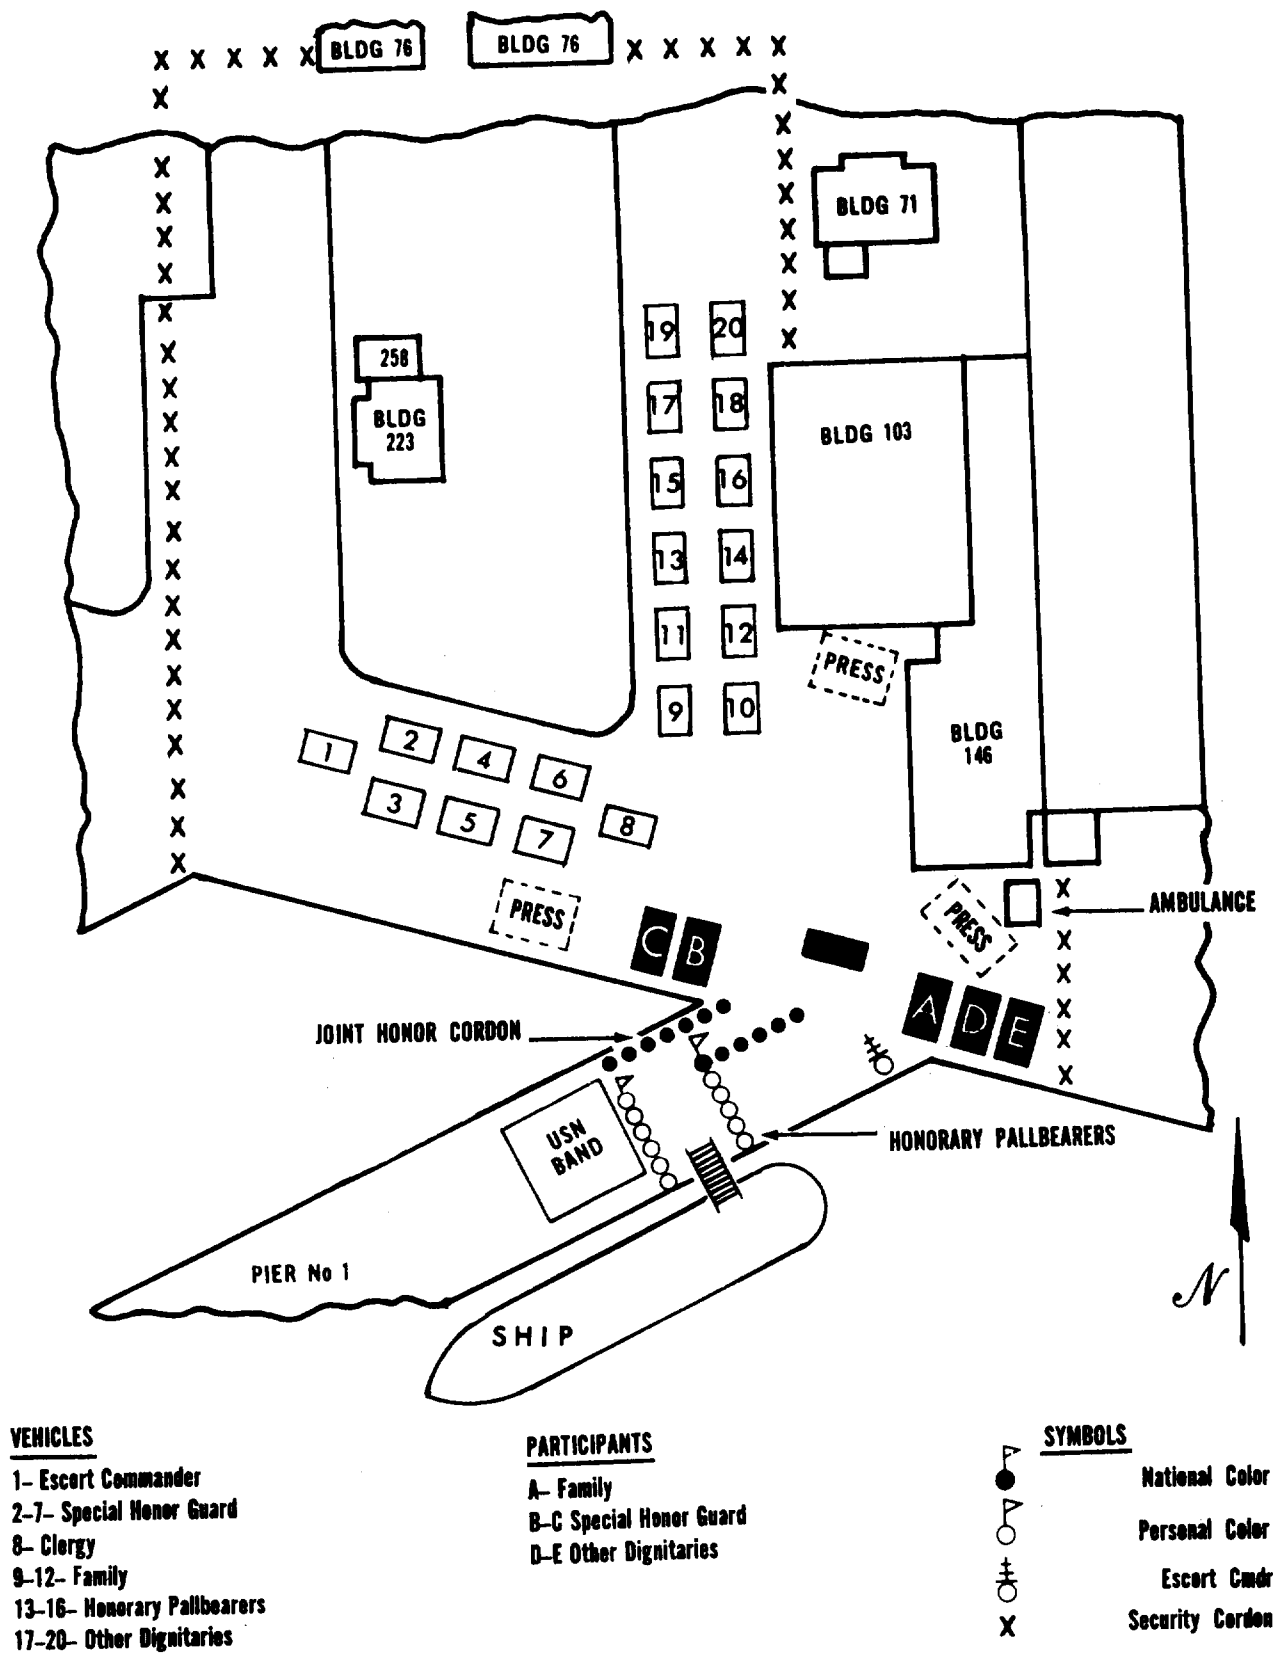 BLDG 76
BLDG 76
BLDG 71
19 20
258
BLDG
223
17 18
BLDG 103
15 16
13 14
11 12
PRESS
9 10
BLDG
146
1 2 4 6
3 5 7 8
PRESS
C B
PRESS
AMBULANCE
A D E
JOINT HONOR CORDON
USN
BAND
HONORARY PALLBEARERS
PIER No 1
N
SHIP
VEHICLES
1– Escort Commander
2–7– Special Honor Guard
8– Clergy
9–12– Family
13–16– Honorary Pallbearers
17–20– Other Dignitaries
PARTICIPANTS
A– Family
B–C Special Honor Guard
D–E Other Dignitaries
SYMBOLS
National Color
Personal Color
Escort Cmdr
X Security Cordon